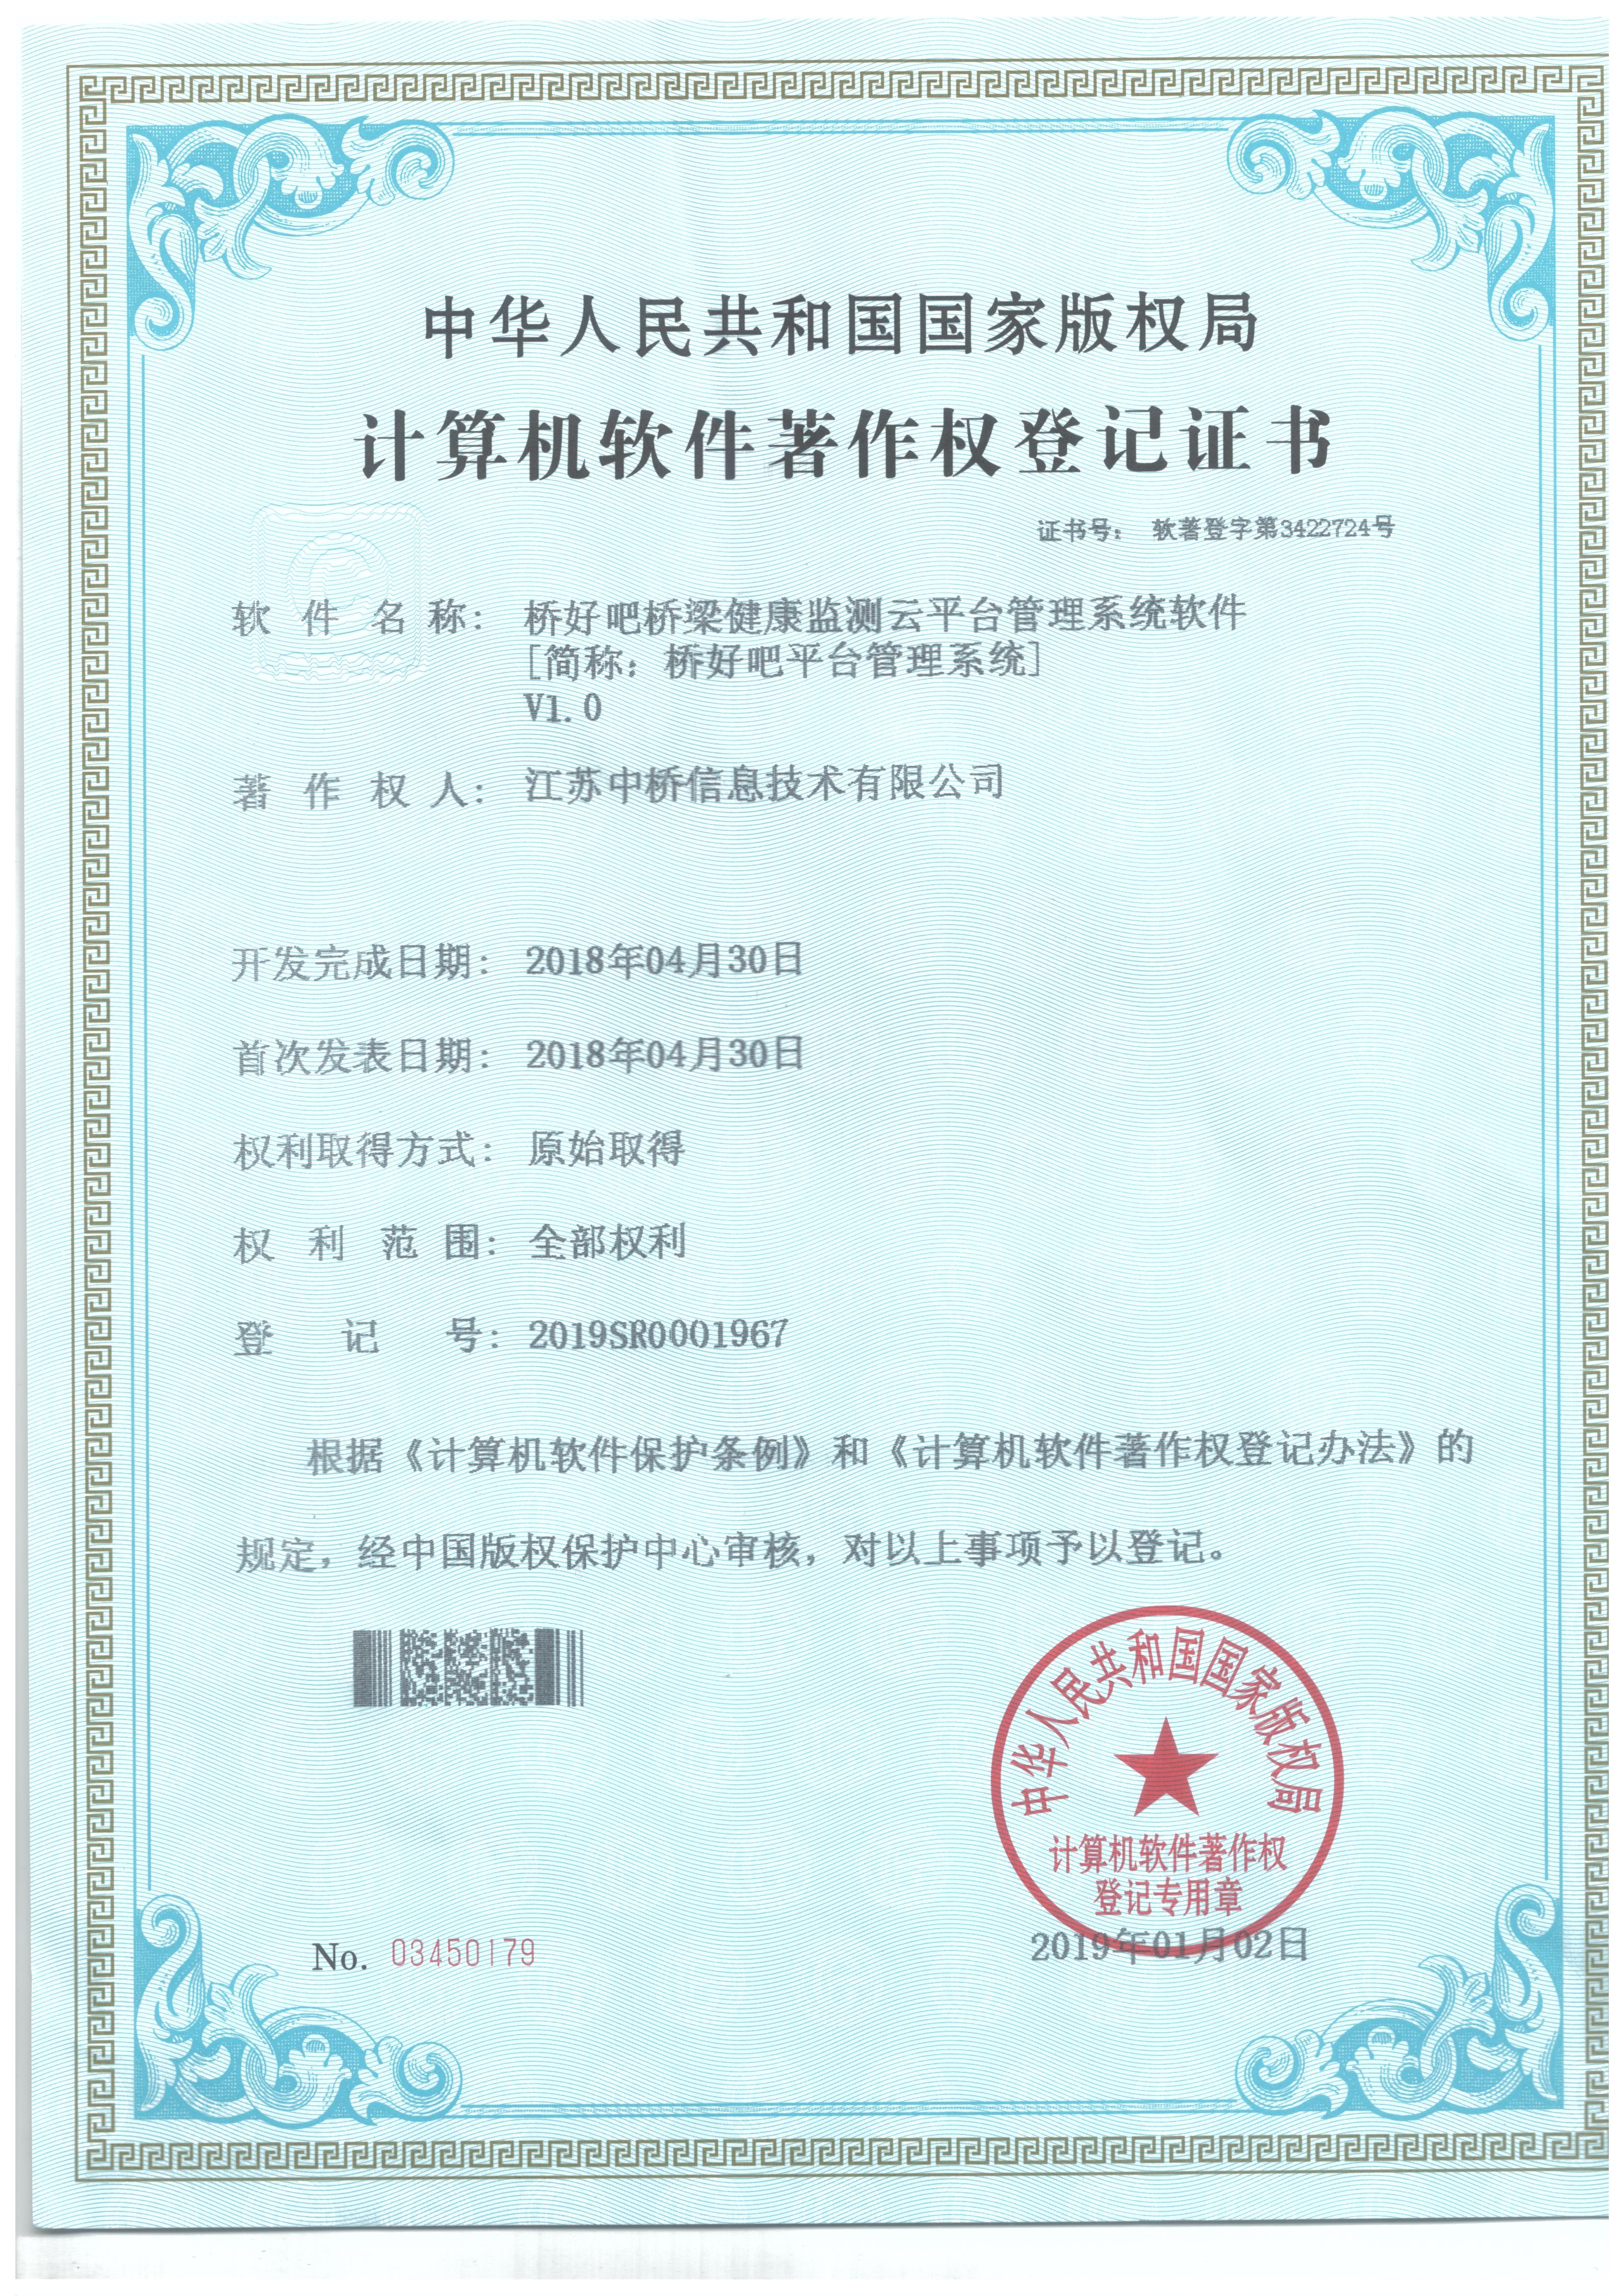 中华人民共和国国家版权局
计算机软件著作权登记证书
证书号： 软著登字第3422724号
软件名称： 桥好吧桥梁健康监测云平台管理系统软件
[简称：桥好吧平台管理系统]
V1.0
著作权人： 江苏中桥信息技术有限公司
开发完成日期： 2018年04月30日
首次发表日期： 2018年04月30日
权利取得方式： 原始取得
权利范围： 全部权利
登记号： 2019SR0001967
根据《计算机软件保护条例》和《计算机软件著作权登记办法》的
规定，经中国版权保护中心审核，对以上事项予以登记。
中华人民共和国国家版权局
计算机软件著作权
登记专用章
No. 03450179
2019年01月02日